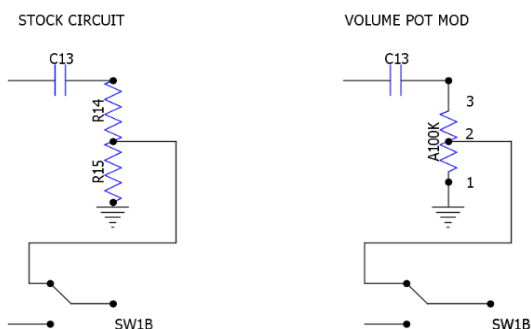 STOCK CIRCUIT
C13
R14
R15
SW1B
VOLUME POT MOD
C13
3
A100K
2
1
SW1B